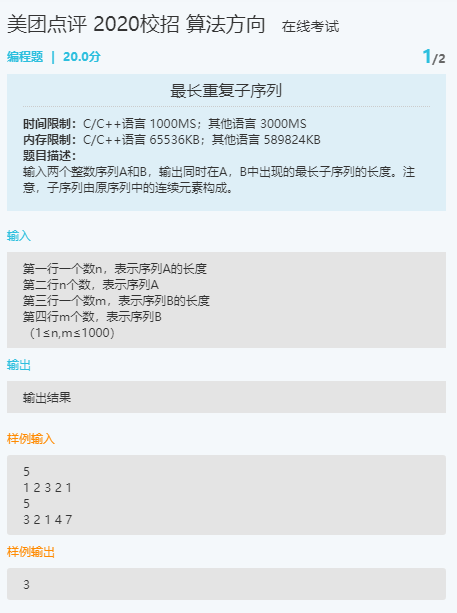 美团点评 2020校招 算法方向 在线考试
编程题 | 20.0分 1/2
最长重复子序列
时间限制：C/C++语言 1000MS；其他语言 3000MS
内存限制：C/C++语言 65536KB；其他语言 589824KB
题目描述：
输入两个整数序列A和B，输出同时在A，B中出现的最长子序列的长度。注
意，子序列由原序列中的连续元素构成。
输入
第一行一个数n，表示序列A的长度
第二行n个数，表示序列A
第三行一个数m，表示序列B的长度
第四行m个数，表示序列B
（1≤n,m≤1000）
输出
输出结果
样例输入
5
1 2 3 2 1
5
3 2 1 4 7
样例输出
3